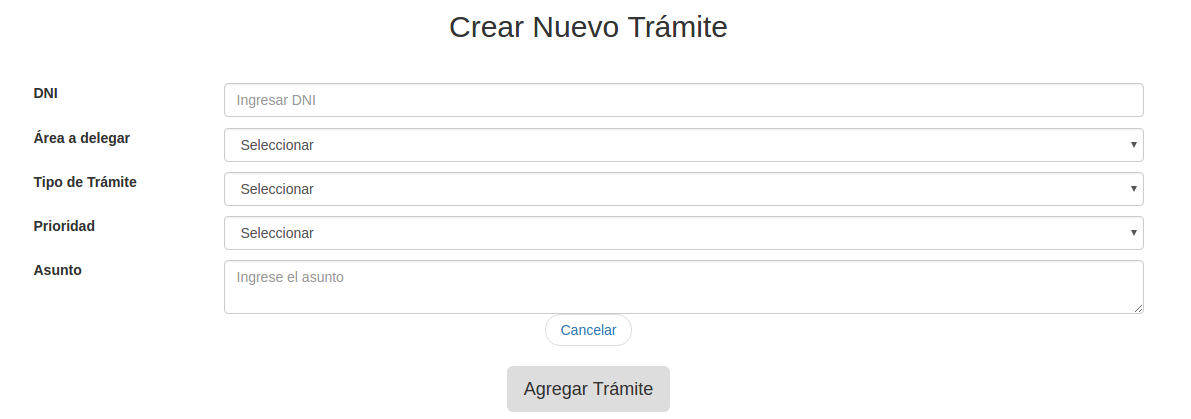 Crear Nuevo Trámite
DNI
Ingresar DNI
Área a delegar
Seleccionar
Tipo de Trámite
Seleccionar
Prioridad
Seleccionar
Asunto
Ingrese el asunto
Cancelar
Agregar Trámite